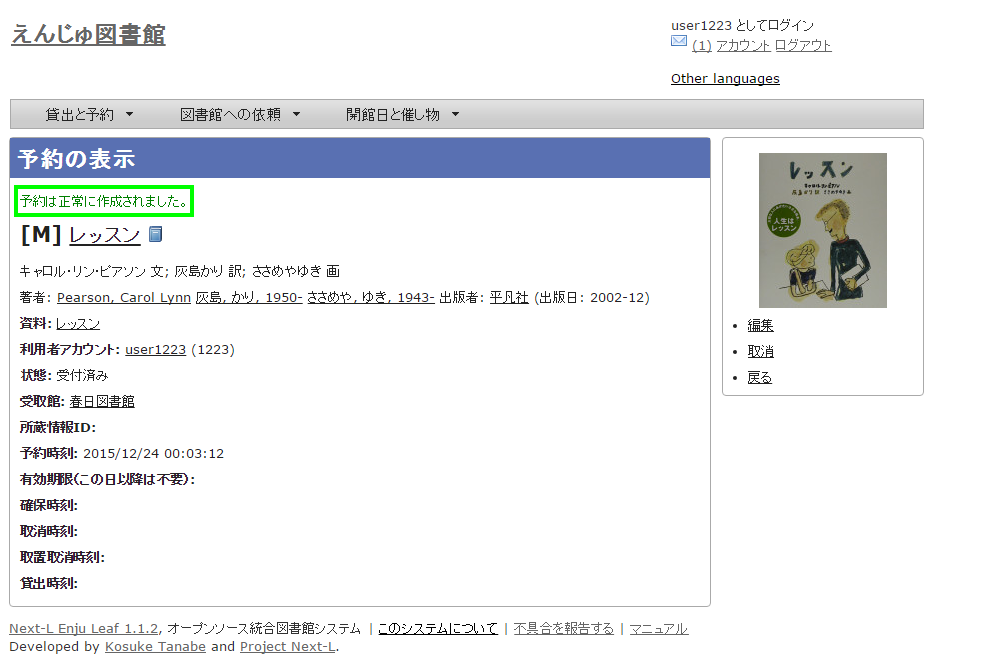 えんじゅ図書館
user1223 としてログイン
(1) アカウント ログアウト
Other languages
貸出と予約 ▼ 図書館への依頼 ▼ 開館日と催し物 ▼
予約の表示
予約は正常に作成されました。
[M] レッスン
キャロル・リン・ピアソン 文; 灰島かり 訳; ささめやゆき 画
著者: Pearson, Carol Lynn 灰島, かり, 1950- ささめや, ゆき, 1943- 出版者: 平凡社 (出版日: 2002-12)
資料: レッスン
利用者アカウント: user1223 (1223)
状態: 受付済み
受取館: 春日図書館
所蔵情報ID:
予約時刻: 2015/12/24 00:03:12
有効期限(この日以降は不要):
確保時刻:
取消時刻:
取置取消時刻:
貸出時刻:
レッスン
人生は
レッスン
• 編集
• 取消
• 戻る
Next-L Enju Leaf 1.1.2, オープンソース統合図書館システム | このシステムについて | 不具合を報告する | マニュアル
Developed by Kosuke Tanabe and Project Next-L.